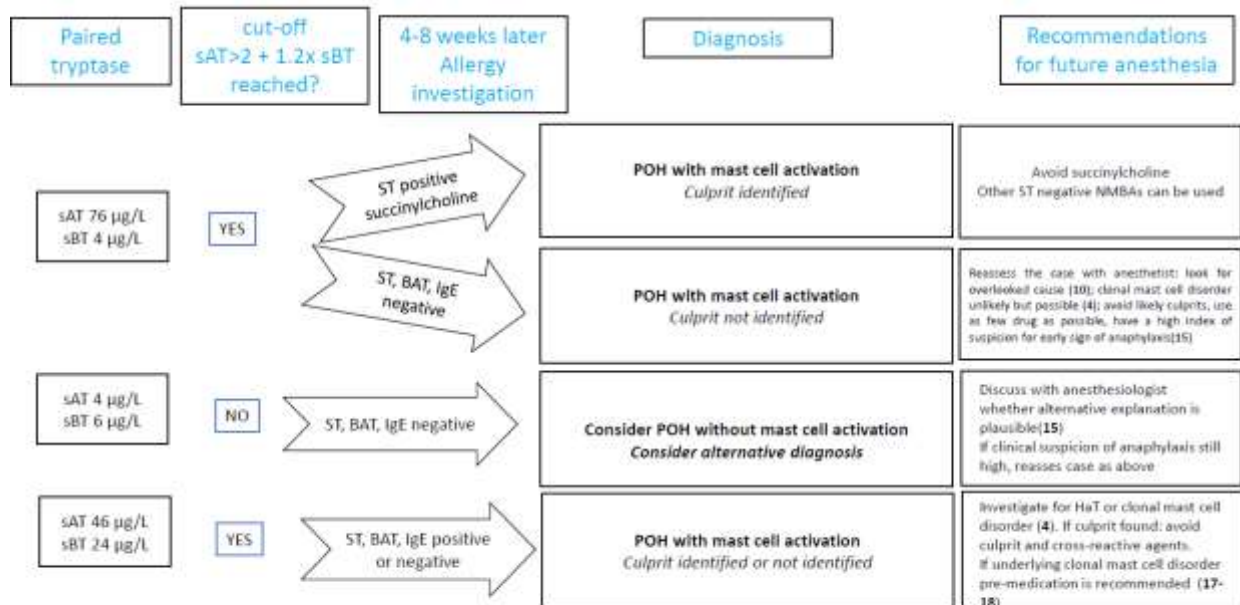 Paired
tryptase
cut-off
sAT>2 + 1.2x sBT
reached?
4-8 weeks later
Allergy
investigation
Diagnosis
Recommendations
for future anesthesia
sAT 76 µg/L
sBT 4 µg/L
YES
ST positive
succinylcholine
POH with mast cell activation
Culprit identified
Avoid succinylcholine
Other ST negative NMBAs can be used
ST, BAT, IgE
negative
POH with mast cell activation
Culprit not identified
Reassess the case with anesthetist: look for
overlooked cause (10); clonal mast cell disorder
unlikely but possible (4); avoid likely culprits, use
as few drug as possible, have a high index of
suspicion for early sign of anaphylaxis(15)
sAT 4 µg/L
sBT 6 µg/L
NO
ST, BAT, IgE negative
Consider POH without mast cell activation
Consider alternative diagnosis
Discuss with anesthesiologist
whether alternative explanation is
plausible(15)
If clinical suspicion of anaphylaxis still
high, reasses case as above
sAT 46 µg/L
sBT 24 µg/L
YES
ST, BAT, IgE positive
or negative
POH with mast cell activation
Culprit identified or not identified
Investigate for HaT or clonal mast cell
disorder (4). If culprit found: avoid
culprit and cross-reactive agents.
If underlying clonal mast cell disorder
pre-medication is recommended (17-
18)